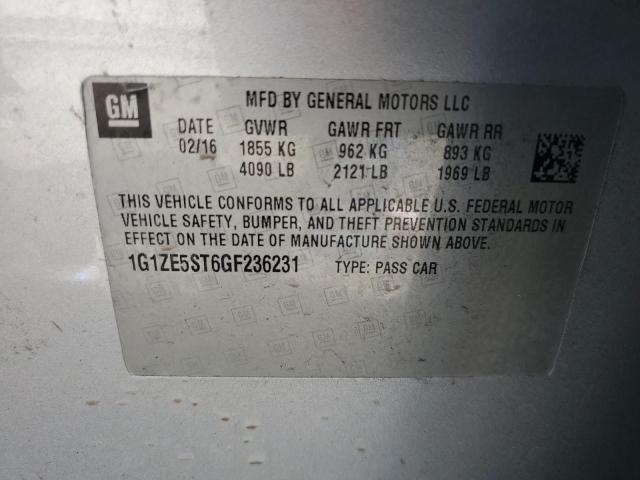 GM
MFD BY GENERAL MOTORS LLC
DATE GVWR GAWR FRT GAWR RR
02/16 1855 KG 962 KG 893 KG
4090 LB 2121 LB 1969 LB
THIS VEHICLE CONFORMS TO ALL APPLICABLE U.S. FEDERAL MOTOR
VEHICLE SAFETY, BUMPER, AND THEFT PREVENTION STANDARDS IN
EFFECT ON THE DATE OF MANUFACTURE SHOWN ABOVE.
1G1ZE5ST6GF236231 TYPE: PASS CAR